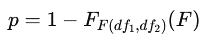 p = 1 − F_{F(df_1,df_2)}(F)